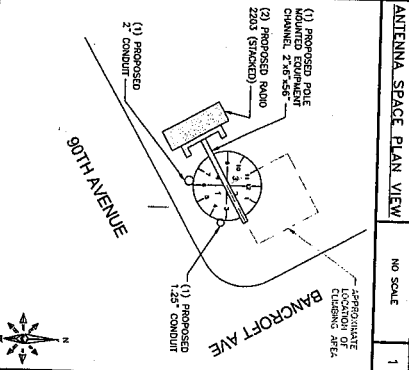 ANTENNA SPACE PLAN VIEW
NO SCALE
1
(1) PROPOSED POLE
MOUNTED EQUIPMENT
CHANNEL 2"x6"x56"
(2) PROPOSED RADIO
2203 (STACKED)
(1) PROPOSED
2" CONDUIT
APPROXIMATE
LOCATION OF
CLIMBING AREA
(1) PROPOSED
1.25" CONDUIT
90TH AVENUE
BANCROFT AVE
N